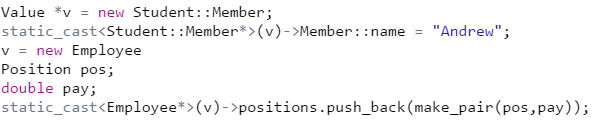 Value *v = new Student::Member;
static_cast<Student::Member*>(v)->Member::name = "Andrew";
v = new Employee
Position pos;
double pay;
static_cast<Employee*>(v)->positions.push_back(make_pair(pos,pay));